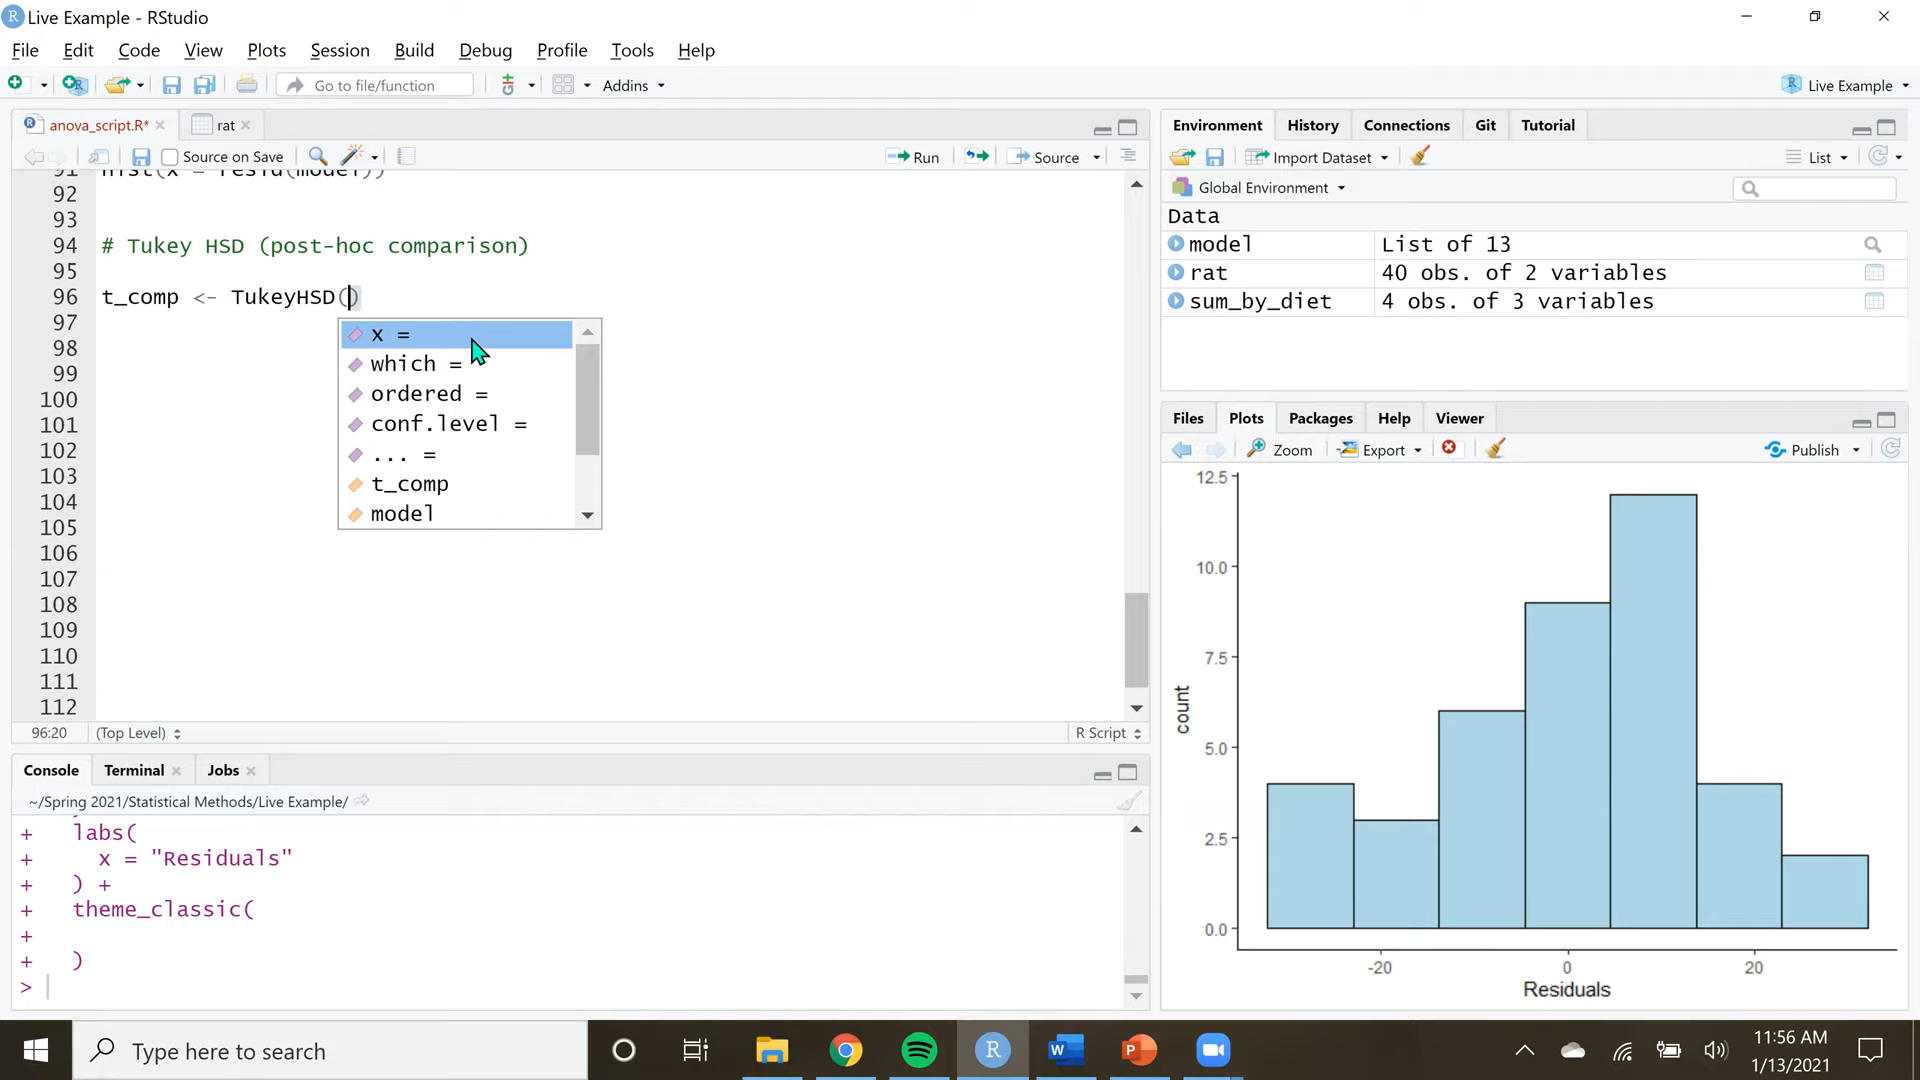 Live Example - RStudio
File Edit Code View Plots Session Build Debug Profile Tools Help
Go to file/function Addins Live Example
anova_script.R* rat
Source on Save Run Source
91 hist(x = resid(model))
92
93
94 # Tukey HSD (post-hoc comparison)
95
96 t_comp <- TukeyHSD()
97
98
99
100
101
102
103
104
105
106
107
108
109
110
111
112
x =
which =
ordered =
conf.level =
... =
t_comp
model
96:20 (Top Level) R Script
Console Terminal Jobs
~/Spring 2021/Statistical Methods/Live Example/
+ labs(
+ x = "Residuals"
+ ) +
+ theme_classic(
+
+ )
>
Environment History Connections Git Tutorial
Import Dataset List
Global Environment
Data
model List of 13
rat 40 obs. of 2 variables
sum_by_diet 4 obs. of 3 variables
Files Plots Packages Help Viewer
Zoom Export Publish
12.5
10.0
7.5
5.0
2.5
0.0
count
-20 0 20
Residuals
Type here to search
11:56 AM
1/13/2021